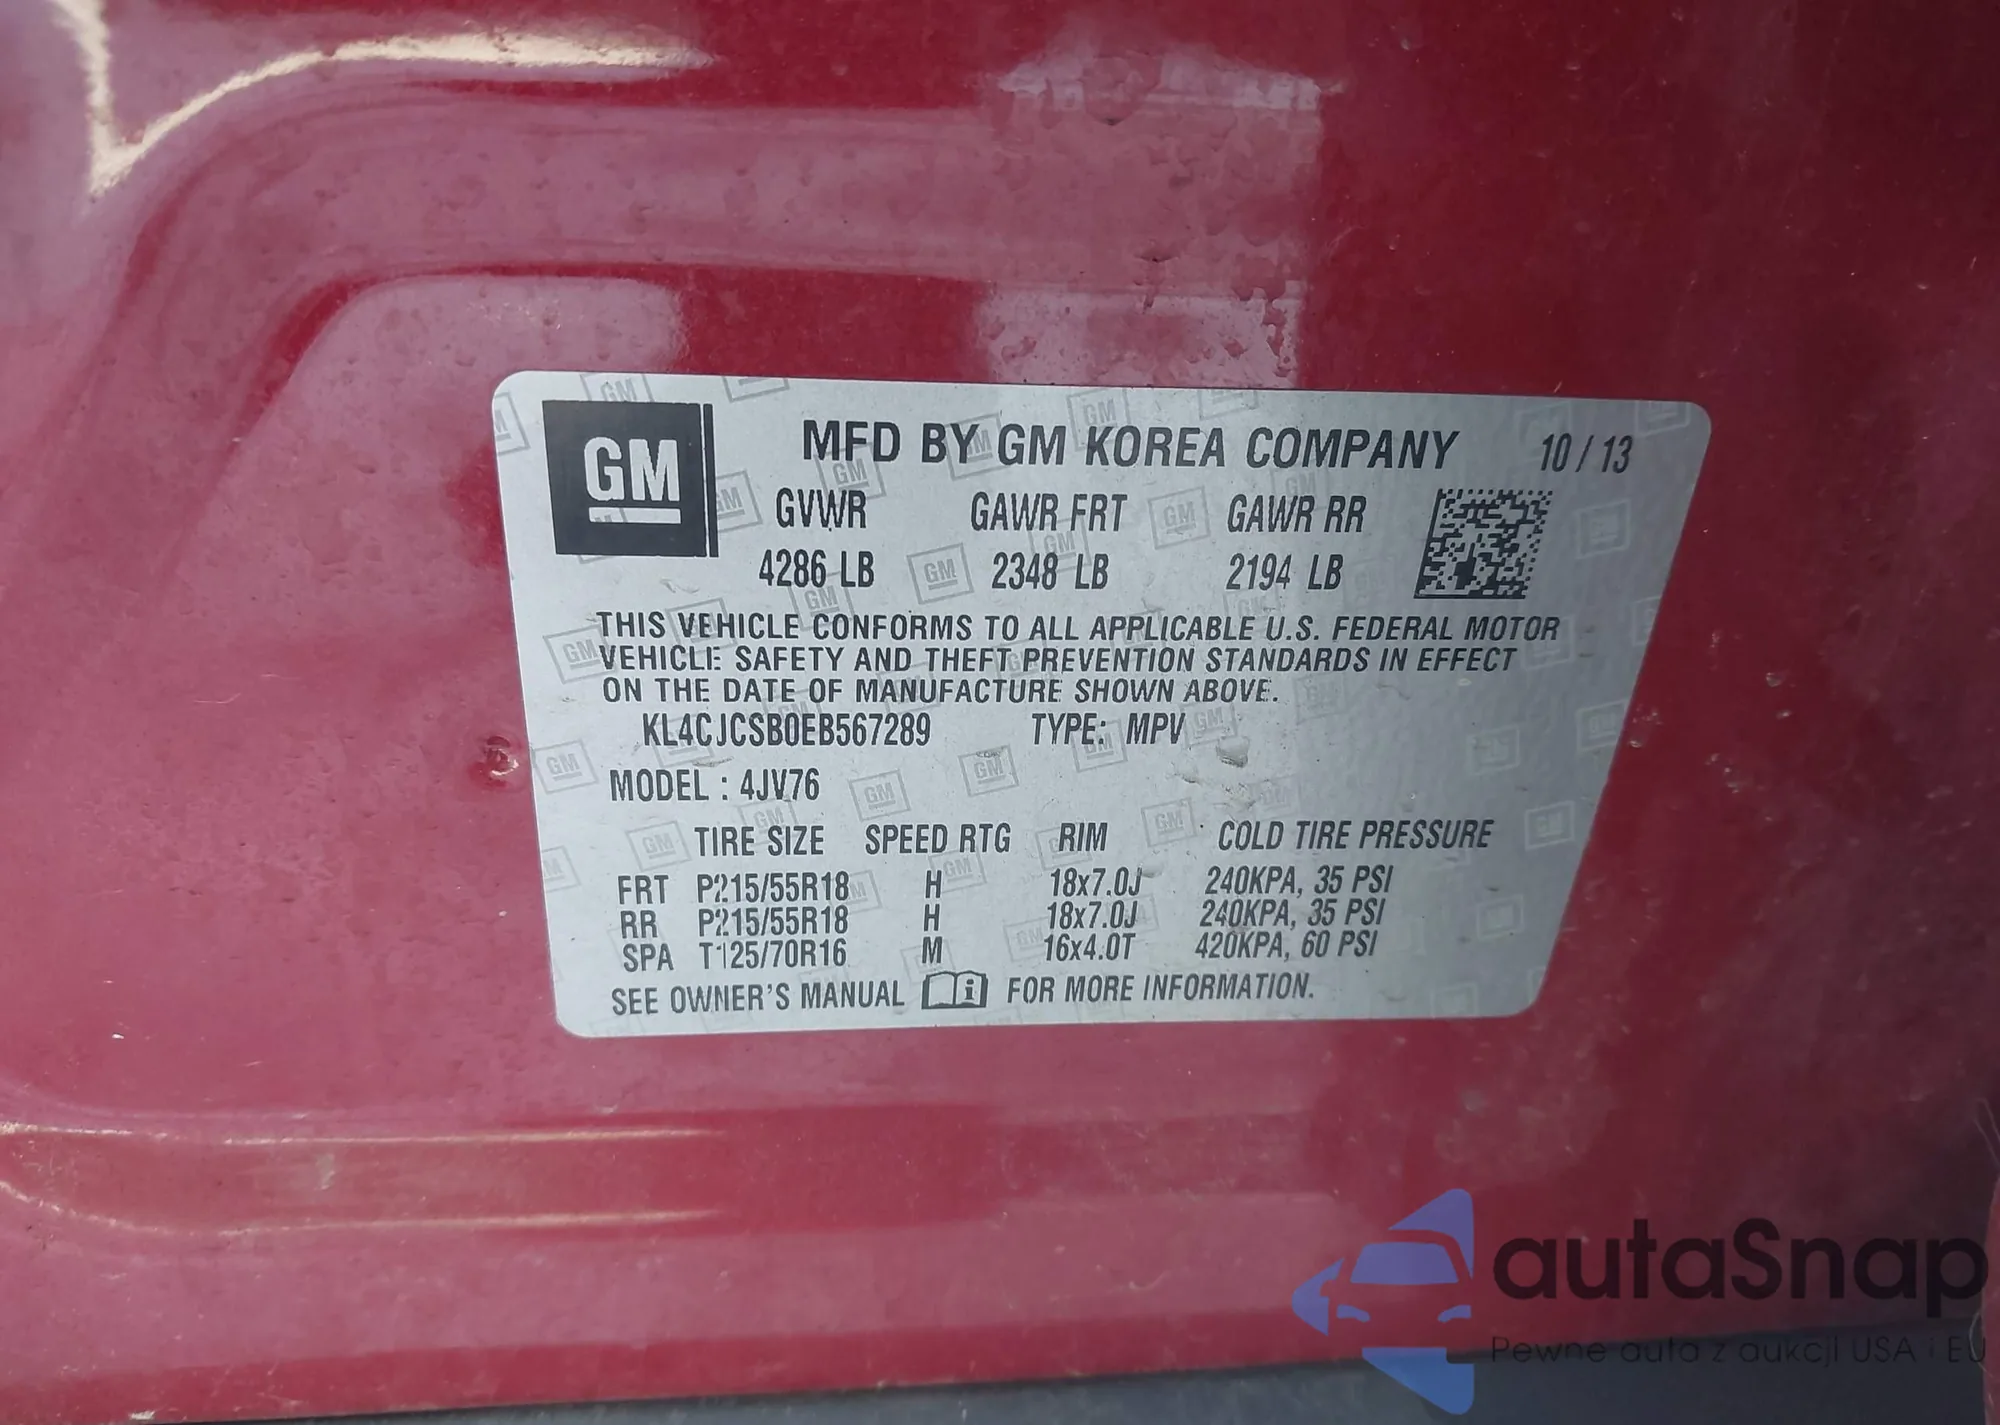 GM
MFD BY GM KOREA COMPANY 10 / 13
GVWR GAWR FRT GAWR RR
4286 LB 2348 LB 2194 LB
THIS VEHICLE CONFORMS TO ALL APPLICABLE U.S. FEDERAL MOTOR
VEHICLE SAFETY AND THEFT PREVENTION STANDARDS IN EFFECT
ON THE DATE OF MANUFACTURE SHOWN ABOVE.
KL4CJCSB0EB567289 TYPE: MPV
MODEL : 4JV76
TIRE SIZE SPEED RTG RIM COLD TIRE PRESSURE
FRT P215/55R18 H 18x7.0J 240KPA, 35 PSI
RR P215/55R18 H 18x7.0J 240KPA, 35 PSI
SPA T125/70R16 M 16x4.0T 420KPA, 60 PSI
SEE OWNER'S MANUAL i FOR MORE INFORMATION.
autaSnap
Pewne auta z aukcji USA i EU